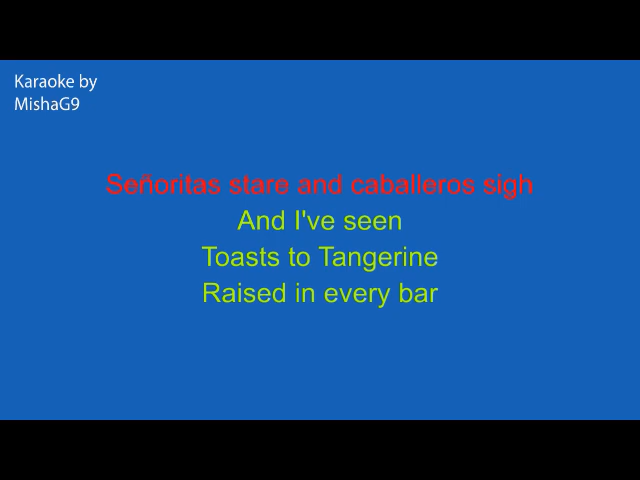 Karaoke by
MishaG9
Señoritas stare and caballeros sigh
And I've seen
Toasts to Tangerine
Raised in every bar